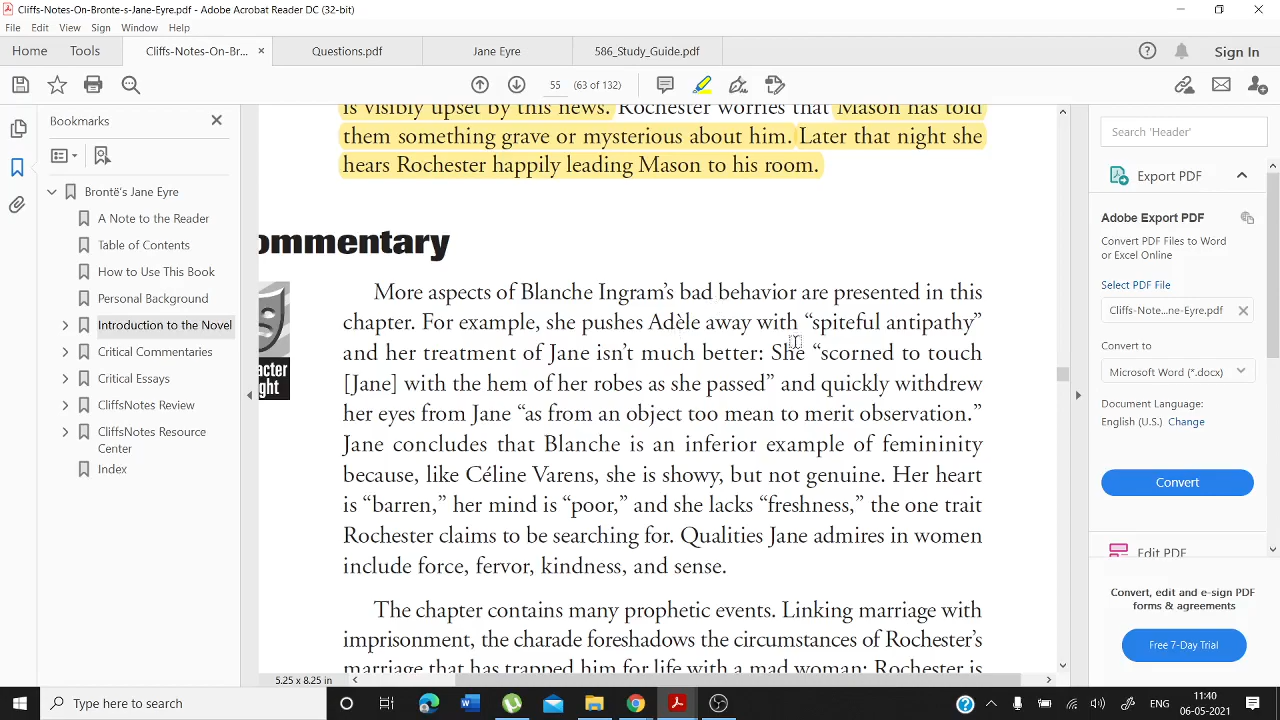 Cliffs-Notes-On-Bronte-s-Jane-Eyre.pdf - Adobe Acrobat Reader DC (32-bit)
File Edit View Sign Window Help
Home Tools Cliffs-Notes-On-Br... × Questions.pdf Jane Eyre 586_Study_Guide.pdf Sign In
55 (63 of 132)
Bookmarks
Brontë's Jane Eyre
A Note to the Reader
Table of Contents
How to Use This Book
Personal Background
Introduction to the Novel
Critical Commentaries
Critical Essays
CliffsNotes Review
CliffsNotes Resource
Center
Index
is visibly upset by this news. Rochester worries that Mason has told
them something grave or mysterious about him. Later that night she
hears Rochester happily leading Mason to his room.
ommentary
aracter
ght
More aspects of Blanche Ingram's bad behavior are presented in this
chapter. For example, she pushes Adèle away with “spiteful antipathy”
and her treatment of Jane isn't much better: She “scorned to touch
[Jane] with the hem of her robes as she passed” and quickly withdrew
her eyes from Jane “as from an object too mean to merit observation.”
Jane concludes that Blanche is an inferior example of femininity
because, like Céline Varens, she is showy, but not genuine. Her heart
is “barren,” her mind is “poor,” and she lacks “freshness,” the one trait
Rochester claims to be searching for. Qualities Jane admires in women
include force, fervor, kindness, and sense.
The chapter contains many prophetic events. Linking marriage with
imprisonment, the charade foreshadows the circumstances of Rochester's
marriage that has trapped him for life with a mad woman: Rochester is
5.25 x 8.25 in
Search 'Header'
Export PDF
Adobe Export PDF
Convert PDF Files to Word
or Excel Online
Select PDF File
Cliffs-Note...ne-Eyre.pdf
Convert to
Microsoft Word (*.docx)
Document Language:
English (U.S.) Change
Convert
Edit PDF
Convert, edit and e-sign PDF
forms & agreements
Free 7-Day Trial
Type here to search
ENG
11:40
06-05-2021